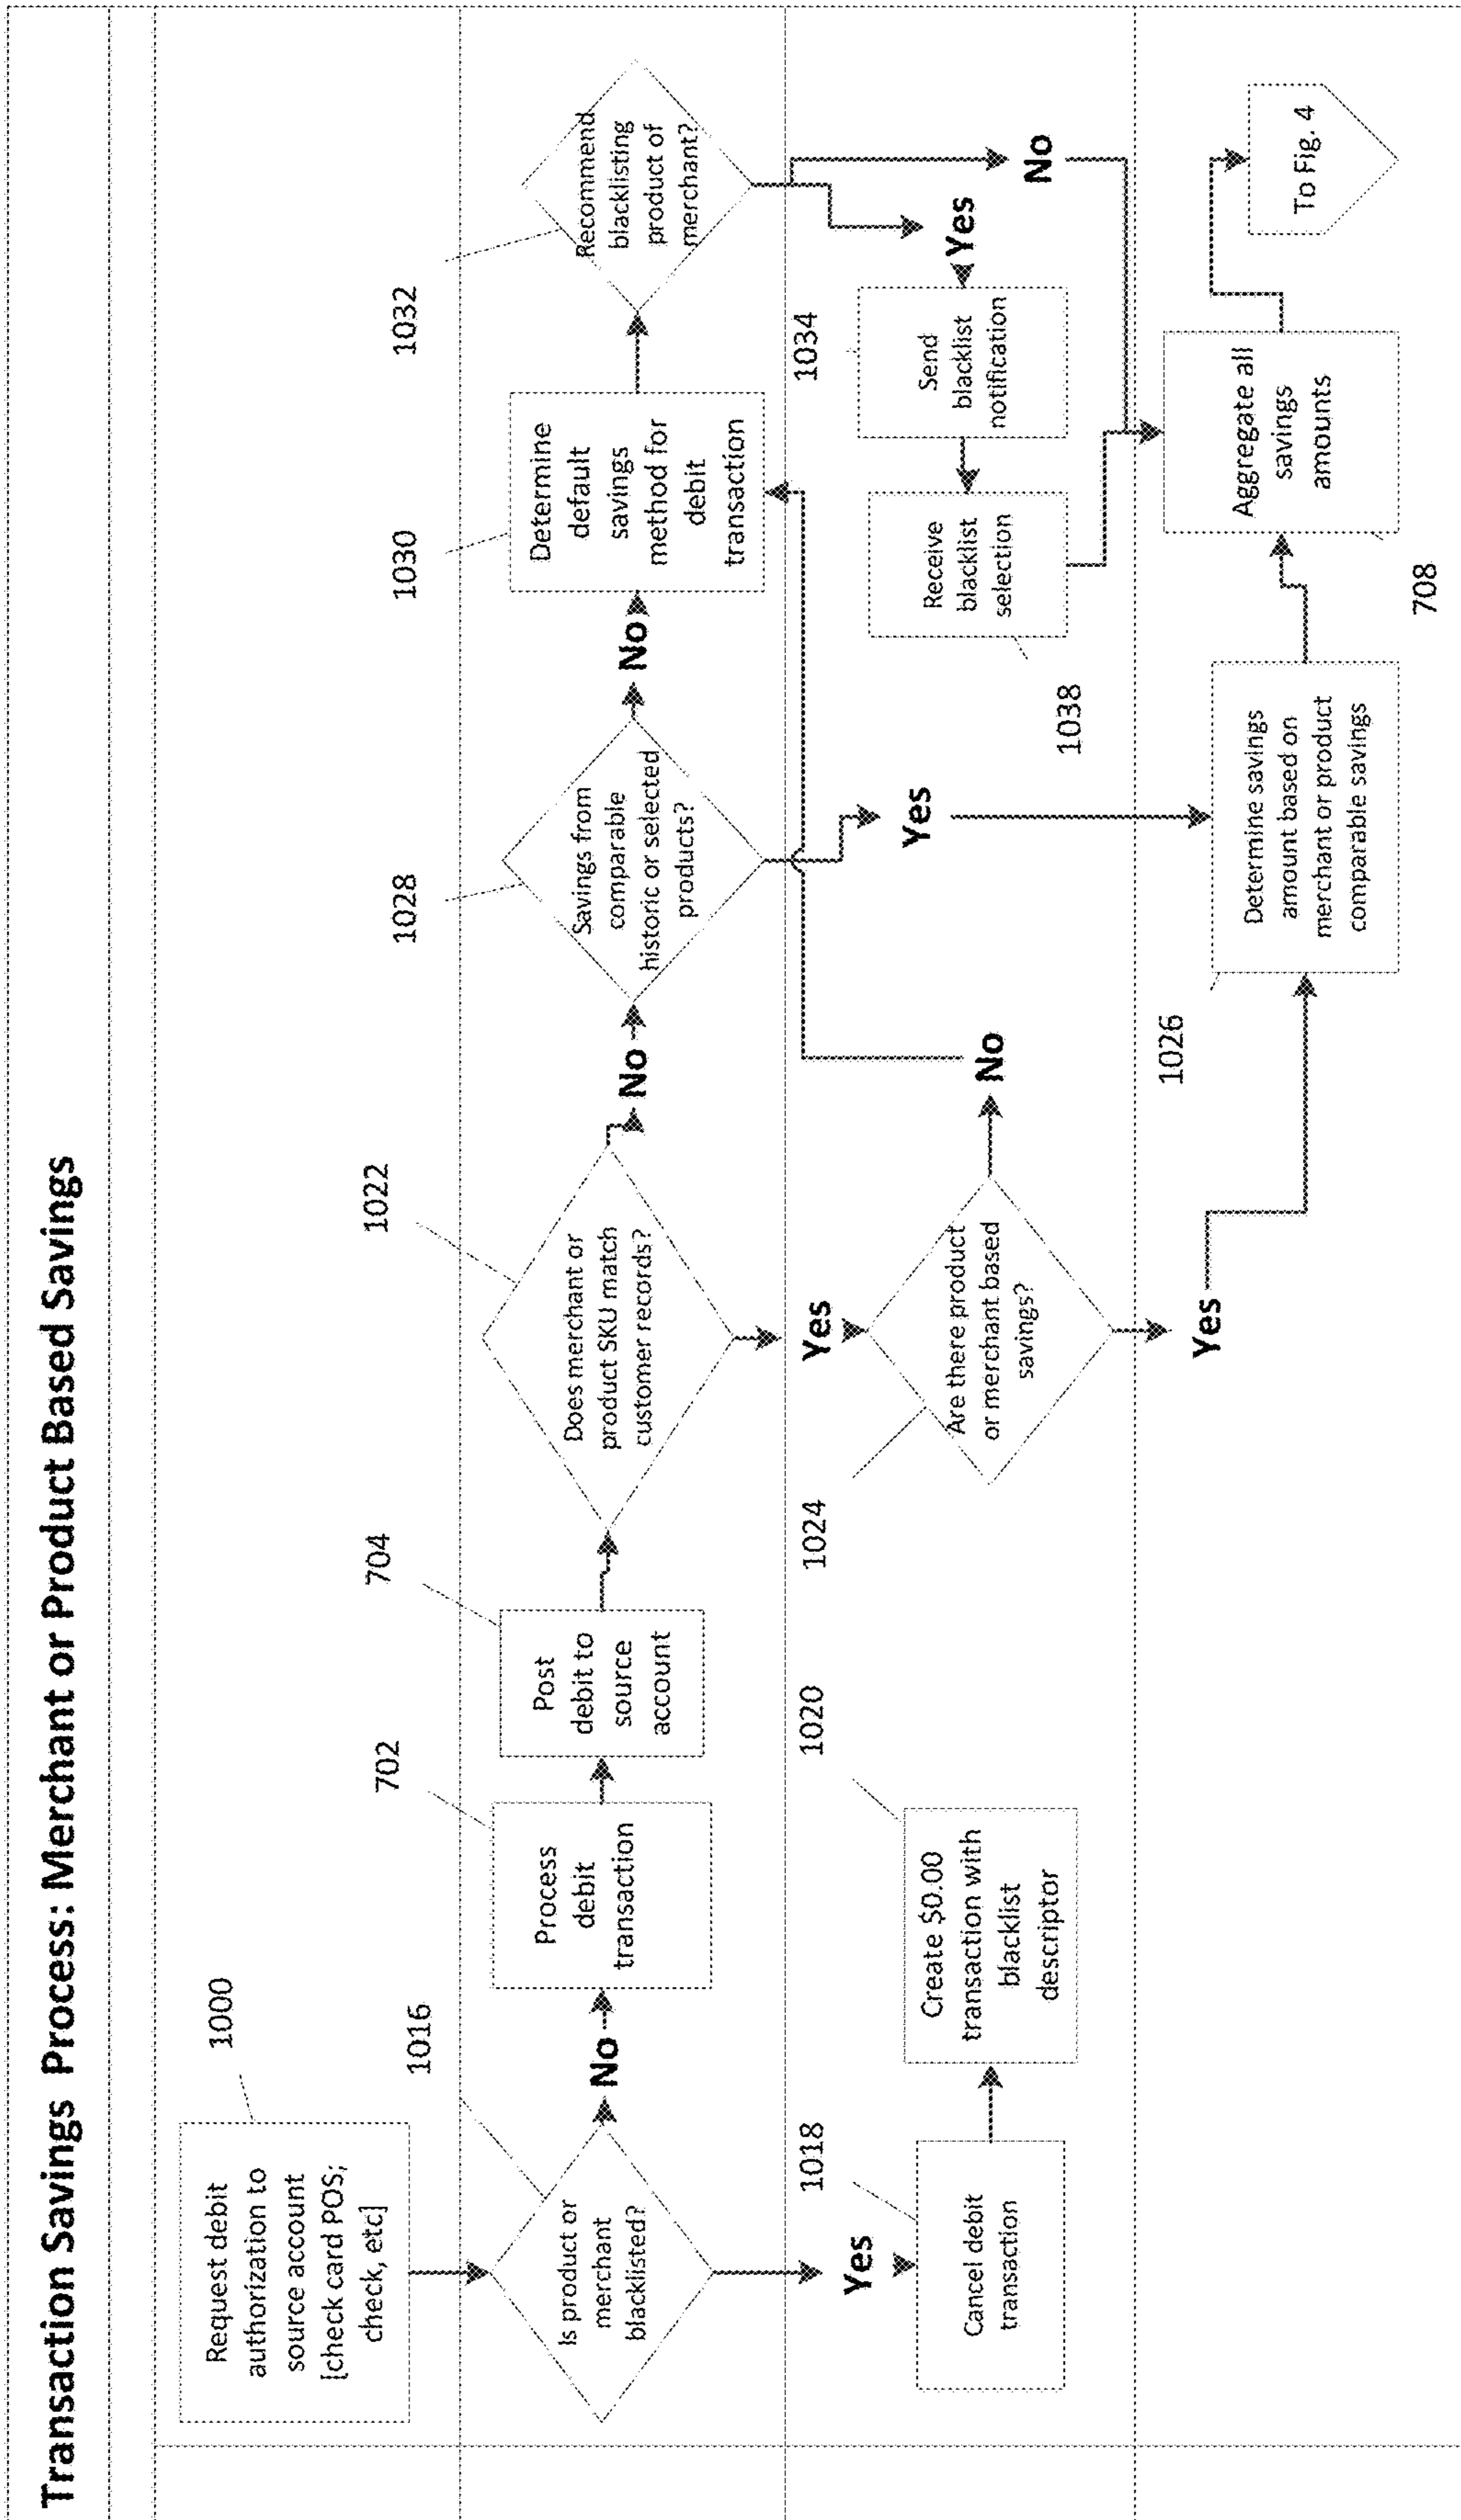 Transaction Savings Process: Merchant or Product Based Savings
1000
Request debit
authorization to
source account
[check card POS;
check, etc]
1016
Is product or
merchant
blacklisted?
No
Yes
1018
Cancel debit
transaction
1020
Create $0.00
transaction with
blacklist
descriptor
702
Process
debit
transaction
704
Post
debit to
source
account
1022
Does merchant or
product SKU match
customer records?
No
Yes
1024
Are there product
or merchant based
savings?
No
Yes
1028
Savings from
comparable
historic or selected
products?
No
Yes
1026
Determine savings
amount based on
merchant or product
comparable savings
1030
Determine
default
savings
method for
debit
transaction
1032
Recommend
blacklisting
product of
merchant?
Yes
No
1034
Send
blacklist
notification
1038
Receive
blacklist
selection
708
Aggregate all
savings
amounts
To Fig. 4